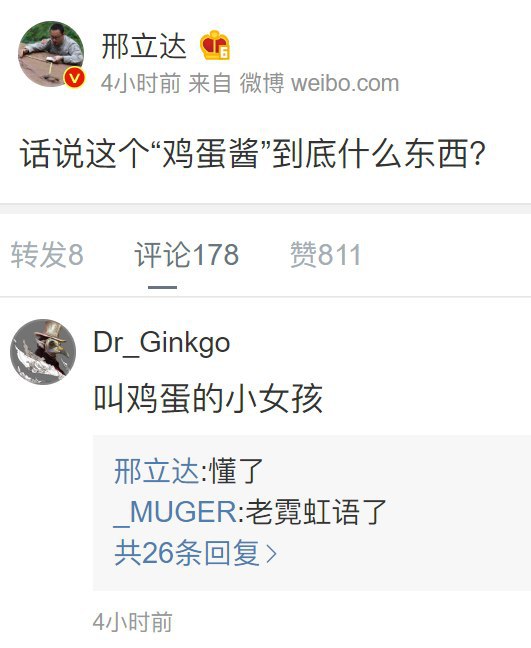 邢立达 6
4小时前 来自 微博 weibo.com
话说这个“鸡蛋酱”到底什么东西？
转发8 评论178 赞811
Dr_Ginkgo
叫鸡蛋的小女孩
邢立达:懂了
_MUGER:老霓虹语了
共26条回复>
4小时前